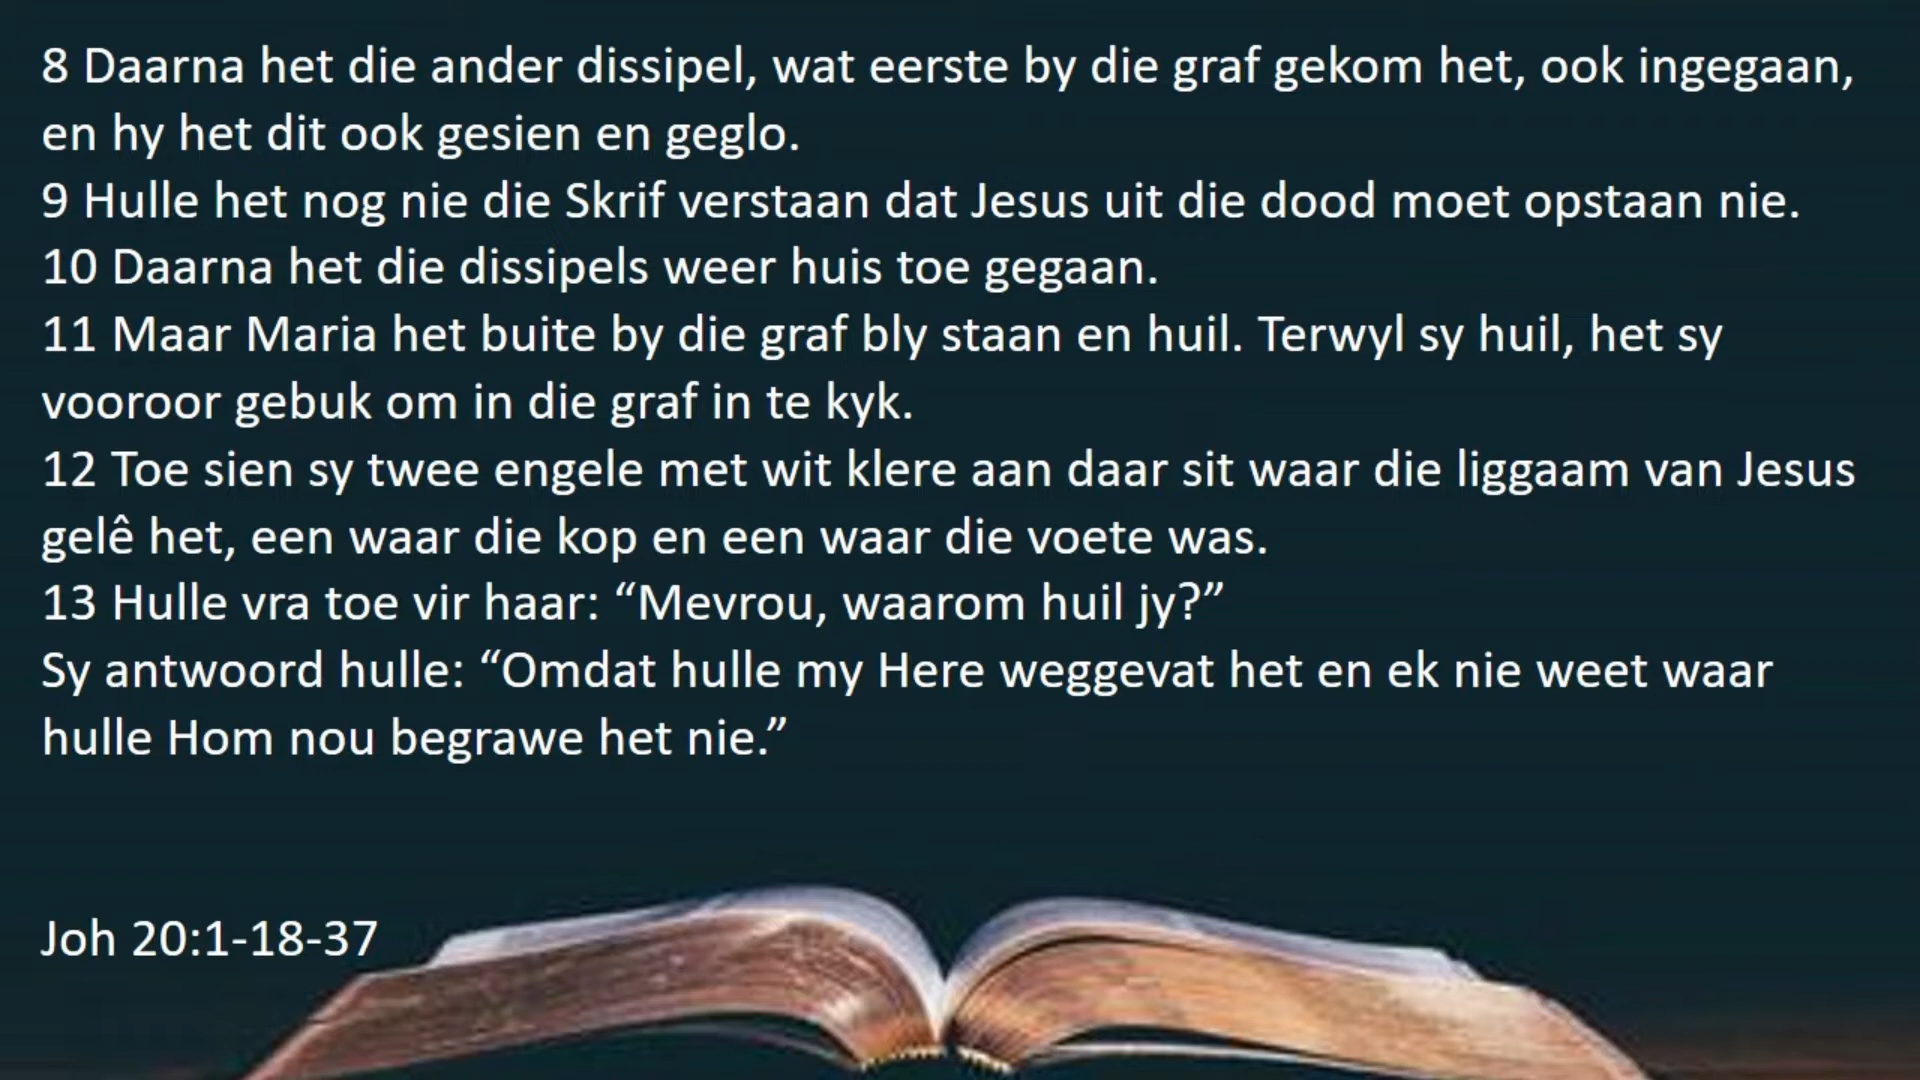 8 Daarna het die ander dissipel, wat eerste by die graf gekom het, ook ingegaan,
en hy het dit ook gesien en geglo.
9 Hulle het nog nie die Skrif verstaan dat Jesus uit die dood moet opstaan nie.
10 Daarna het die dissipels weer huis toe gegaan.
11 Maar Maria het buite by die graf bly staan en huil. Terwyl sy huil, het sy
vooroor gebuk om in die graf in te kyk.
12 Toe sien sy twee engele met wit klere aan daar sit waar die liggaam van Jesus
gelê het, een waar die kop en een waar die voete was.
13 Hulle vra toe vir haar: “Mevrou, waarom huil jy?”
Sy antwoord hulle: “Omdat hulle my Here weggevat het en ek nie weet waar
hulle Hom nou begrawe het nie.”
Joh 20:1-18-37